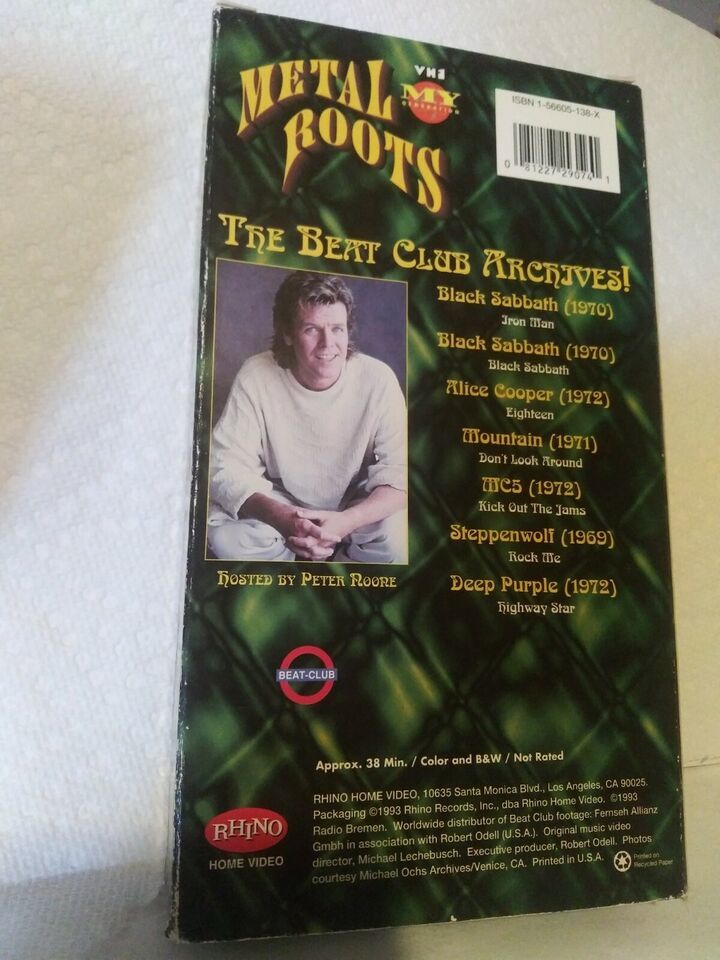 METAL
ROOTS
VH1
MY
GENERATION
ISBN 1-56605-138-X
0 81227 29074 1
THE BEAT CLUB ARCHIVES!
Black Sabbath (1970)
Iron Man
Black Sabbath (1970)
Black Sabbath
Alice Cooper (1972)
Eighteen
Mountain (1971)
Don't Look Around
MC5 (1972)
Kick Out The Jams
Steppenwolf (1969)
Rock Me
Deep Purple (1972)
Highway Star
HOSTED BY PETER NOONE
BEAT-CLUB
Approx. 38 Min. / Color and B&W / Not Rated
RHINO
HOME VIDEO
RHINO HOME VIDEO, 10635 Santa Monica Blvd., Los Angeles, CA 90025.
Packaging ©1993 Rhino Records, Inc., dba Rhino Home Video. ©1993
Radio Bremen. Worldwide distributor of Beat Club footage: Fernseh Allianz
Gmbh in association with Robert Odell (U.S.A.). Original music video
director, Michael Lechebusch. Executive producer, Robert Odell. Photos
courtesy Michael Ochs Archives/Venice, CA. Printed in U.S.A.
Printed on
Recycled Paper